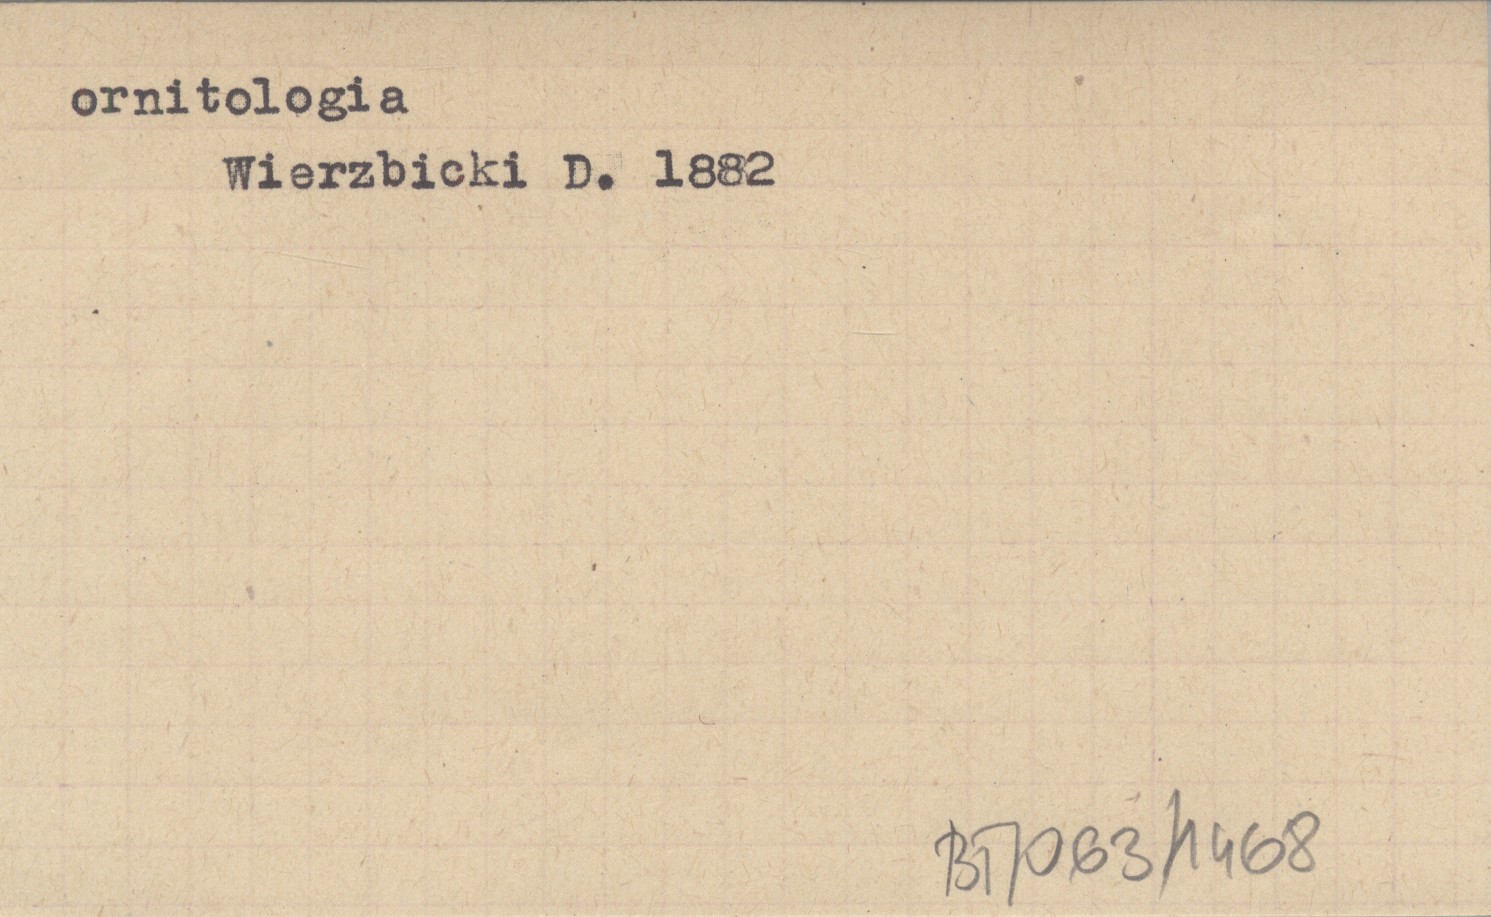 ornitologia
Wierzbicki D. 1882
BT/063/1468